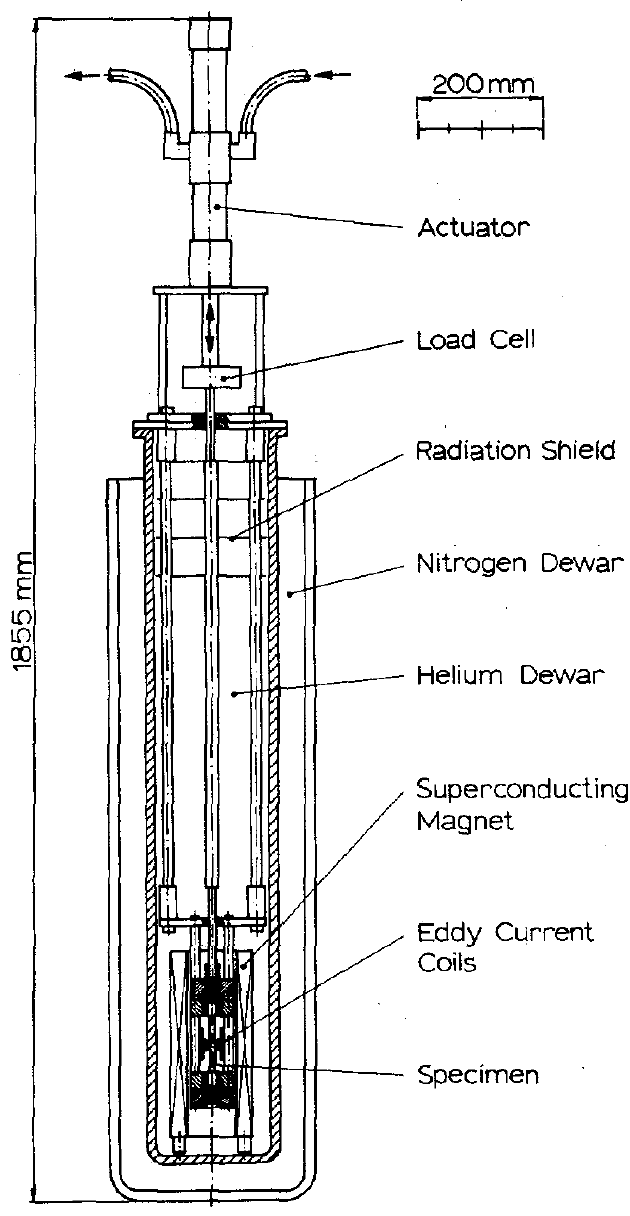 200 mm
Actuator
Load Cell
Radiation Shield
Nitrogen Dewar
Helium Dewar
1855 mm
Superconducting
Magnet
Eddy Current
Coils
Specimen